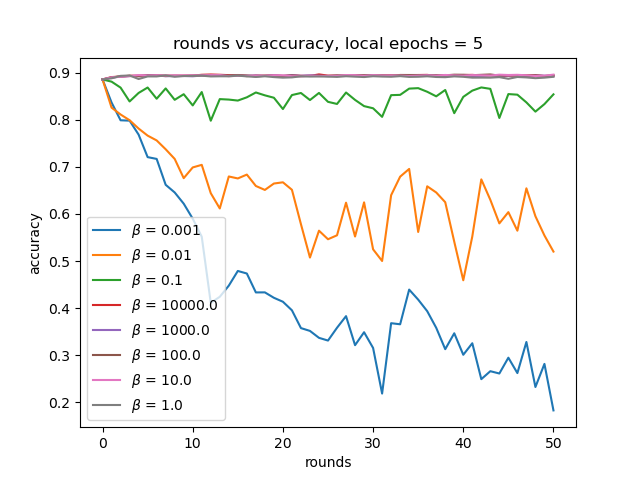 rounds vs accuracy, local epochs = 5
accuracy
0.9
0.8
0.7
0.6
0.5
0.4
0.3
0.2
β = 0.001
β = 0.01
β = 0.1
β = 10000.0
β = 1000.0
β = 100.0
β = 10.0
β = 1.0
0 10 20 30 40 50
rounds